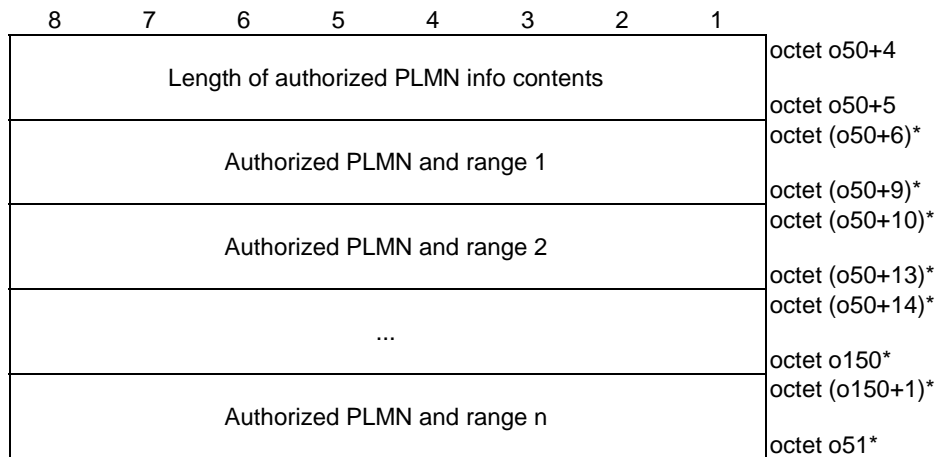 8 7 6 5 4 3 2 1
Length of authorized PLMN info contents
octet o50+4
octet o50+5
Authorized PLMN and range 1
octet (o50+6)*
octet (o50+9)*
Authorized PLMN and range 2
octet (o50+10)*
octet (o50+13)*
...
octet (o50+14)*
octet o150*
Authorized PLMN and range n
octet (o150+1)*
octet o51*